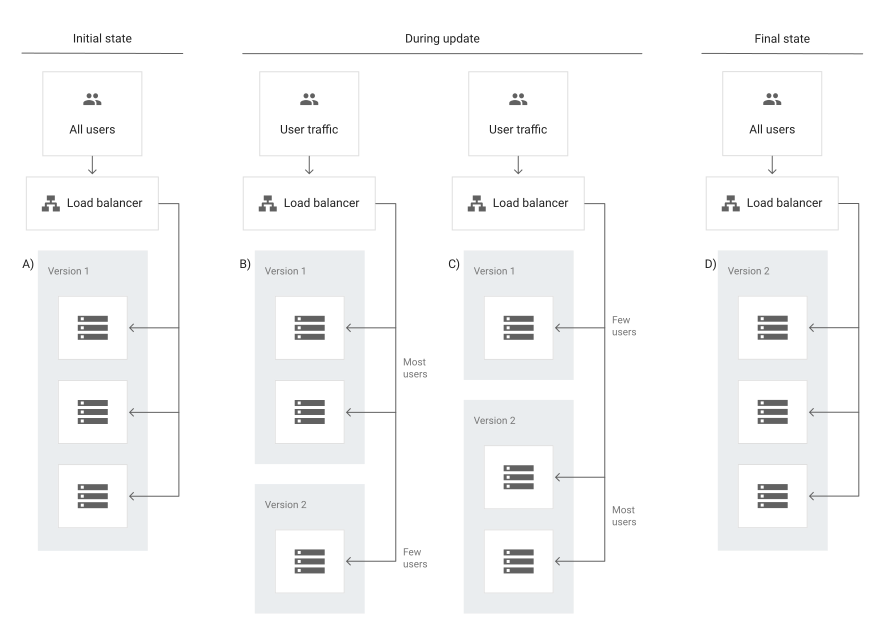 Initial state
During update
Final state
All users
User traffic
User traffic
All users
Load balancer
Load balancer
Load balancer
Load balancer
A)
Version 1
B)
Version 1
Most
users
Version 2
Few
users
C)
Version 1
Few
users
Version 2
Most
users
D)
Version 2